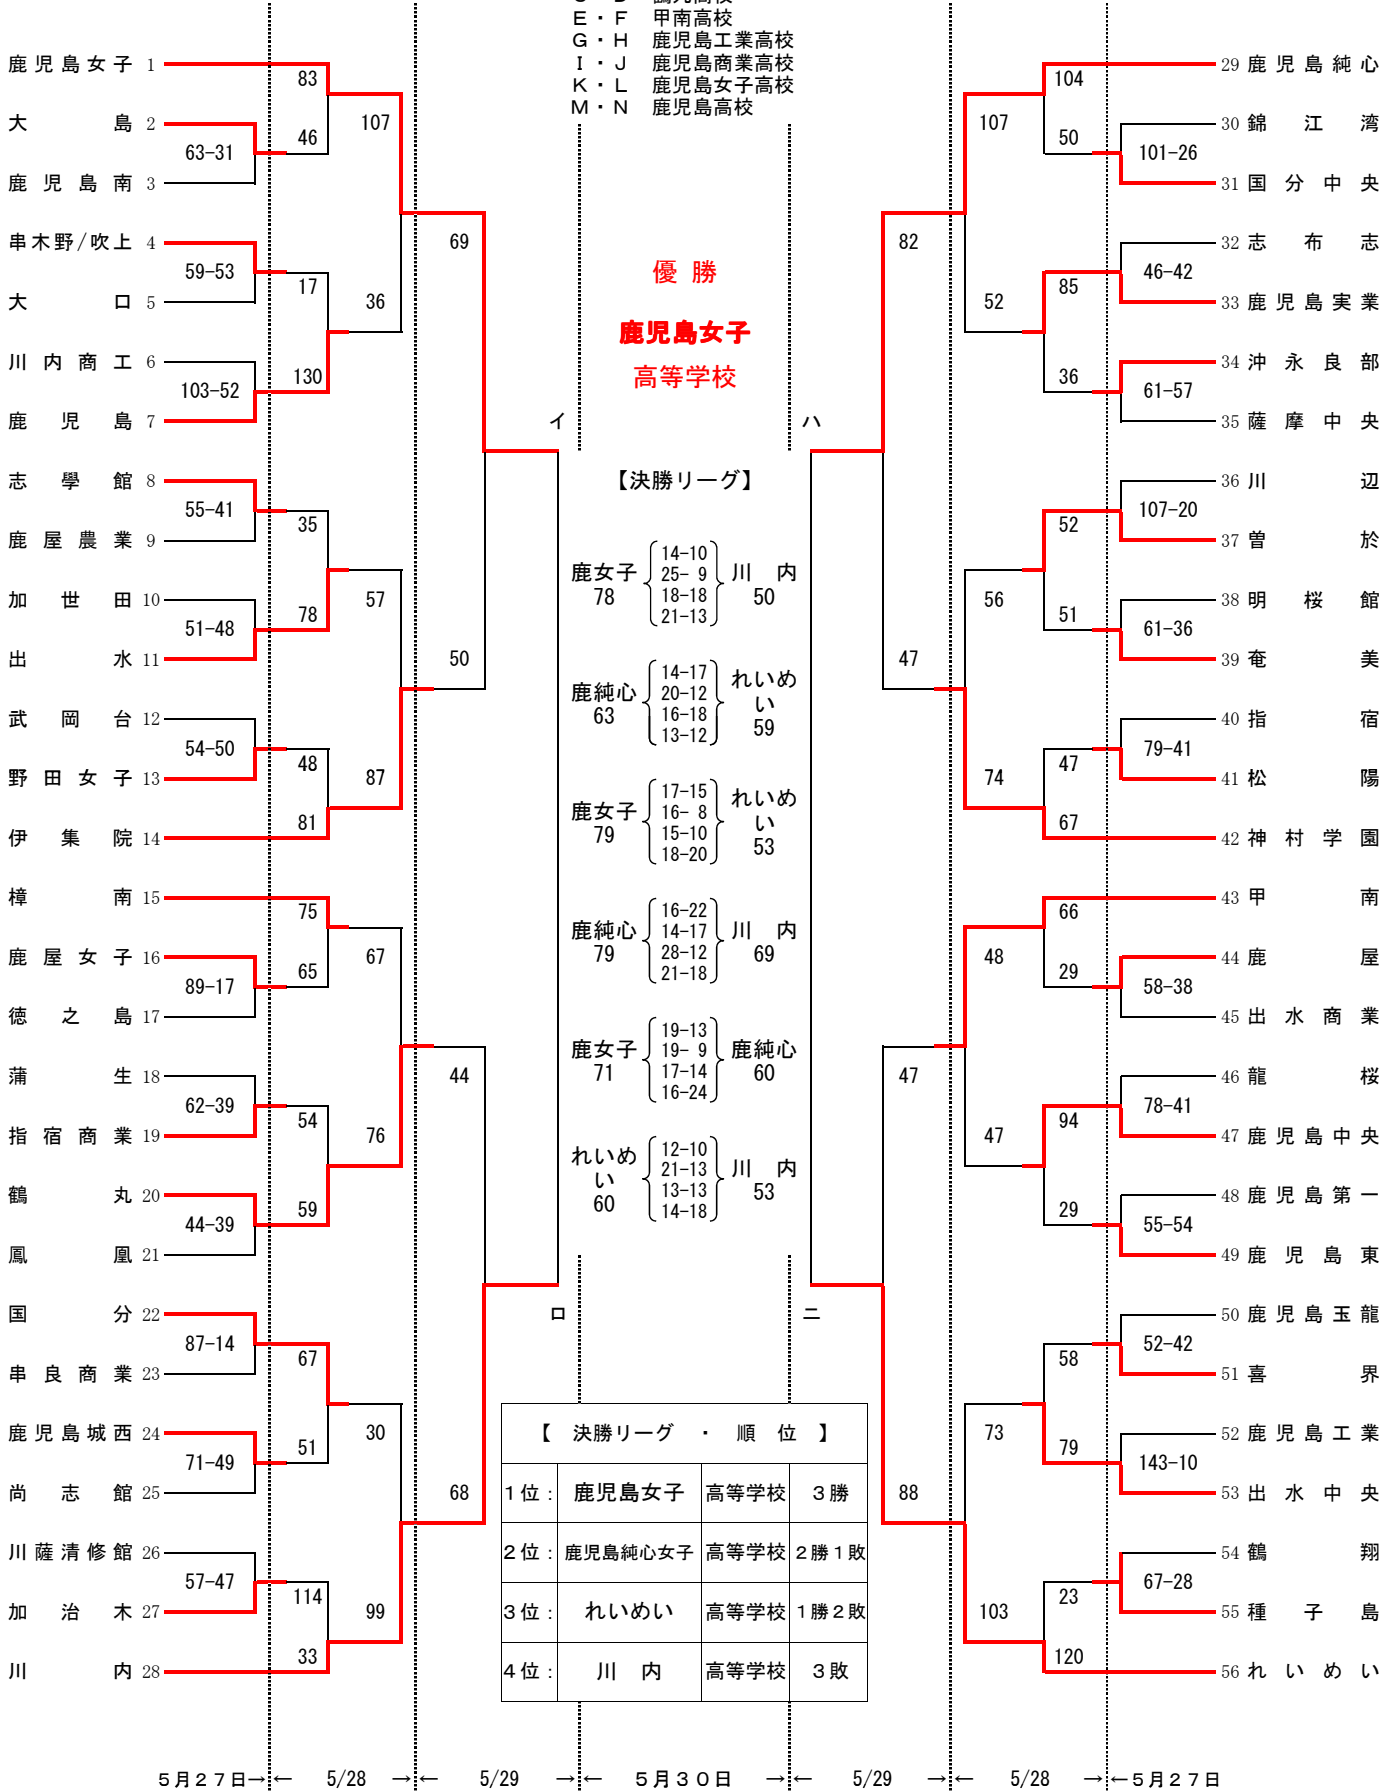 E・F 甲南高校
G・H 鹿児島工業高校
I・J 鹿児島商業高校
K・L 鹿児島女子高校
M・N 鹿児島高校
鹿児島女子 1
大島 2
鹿児島南 3
串木野/吹上 4
大口 5
川内商工 6
鹿児島 7
志學館 8
鹿屋農業 9
加世田 10
出水 11
武岡台 12
野田女子 13
伊集院 14
樟南 15
鹿屋女子 16
徳之島 17
蒲生 18
指宿商業 19
鶴丸 20
鳳凰 21
国分 22
串良商業 23
鹿児島城西 24
尚志館 25
川薩清修館 26
加治木 27
川内 28
63-31
59-53
103-52
55-41
51-48
54-50
89-17
62-39
44-39
87-14
71-49
57-47
83
46
17
130
35
78
48
81
75
65
54
59
67
51
114
33
107
36
57
87
67
76
30
99
69
50
44
68
イ
ロ
優勝
鹿児島女子
高等学校
【決勝リーグ】
鹿女子 78
14-10
25- 9
18-18
21-13
川内 50
鹿純心 63
14-17
20-12
16-18
13-12
れいめい 59
鹿女子 79
17-15
16- 8
15-10
18-20
れいめい 53
鹿純心 79
16-22
14-17
28-12
21-18
川内 69
鹿女子 71
19-13
19- 9
17-14
16-24
鹿純心 60
れいめい 60
12-10
21-13
13-13
14-18
川内 53
【 決勝リーグ ・ 順位 】
1位: 鹿児島女子 高等学校 3勝
2位: 鹿児島純心女子 高等学校 2勝1敗
3位: れいめい 高等学校 1勝2敗
4位: 川内 高等学校 3敗
ハ
ニ
82
47
47
88
107
52
56
74
48
47
73
103
104
50
85
36
52
51
47
67
66
29
94
29
58
79
23
120
101-26
46-42
61-57
107-20
61-36
79-41
58-38
78-41
55-54
52-42
143-10
67-28
29 鹿児島純心
30 錦江湾
31 国分中央
32 志布志
33 鹿児島実業
34 沖永良部
35 薩摩中央
36 川辺
37 曽於
38 明桜館
39 奄美
40 指宿
41 松陽
42 神村学園
43 甲南
44 鹿屋
45 出水商業
46 龍桜
47 鹿児島中央
48 鹿児島第一
49 鹿児島東
50 鹿児島玉龍
51 喜界
52 鹿児島工業
53 出水中央
54 鶴翔
55 種子島
56 れいめい
5月27日→← 5/28 →← 5/29 →← 5月30日 →← 5/29 →← 5/28 →←5月27日